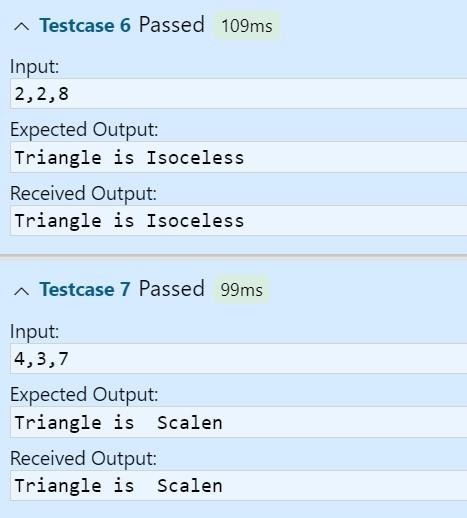 Testcase 6 Passed 109ms
Input:
2,2,8
Expected Output:
Triangle is Isoceless
Received Output:
Triangle is Isoceless
Testcase 7 Passed 99ms
Input:
4,3,7
Expected Output:
Triangle is  Scalen
Received Output:
Triangle is  Scalen